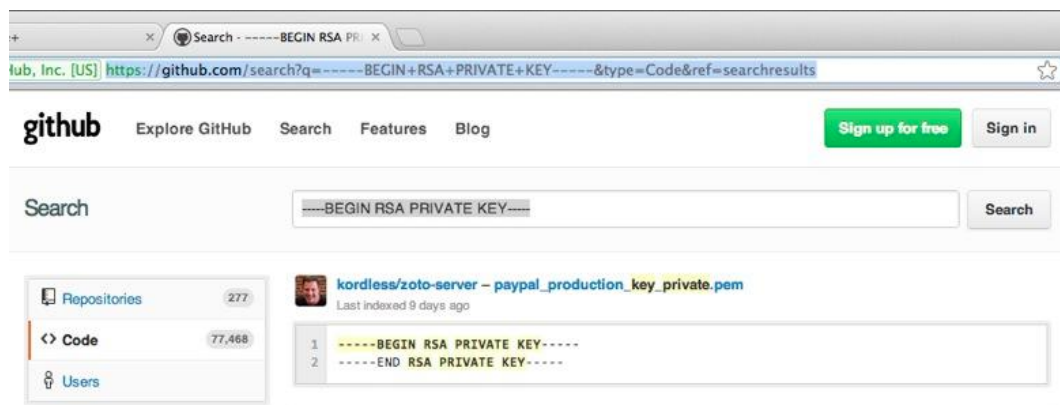 Search - -----BEGIN RSA PRI
Hub, Inc. [US] https://github.com/search?q=-----BEGIN+RSA+PRIVATE+KEY-----&type=Code&ref=searchresults
github Explore GitHub Search Features Blog Sign up for free Sign in
Search -----BEGIN RSA PRIVATE KEY----- Search
Repositories 277
Code 77,468
Users
kordless/zoto-server – paypal_production_key_private.pem
Last indexed 9 days ago
1 -----BEGIN RSA PRIVATE KEY-----
2 -----END RSA PRIVATE KEY-----